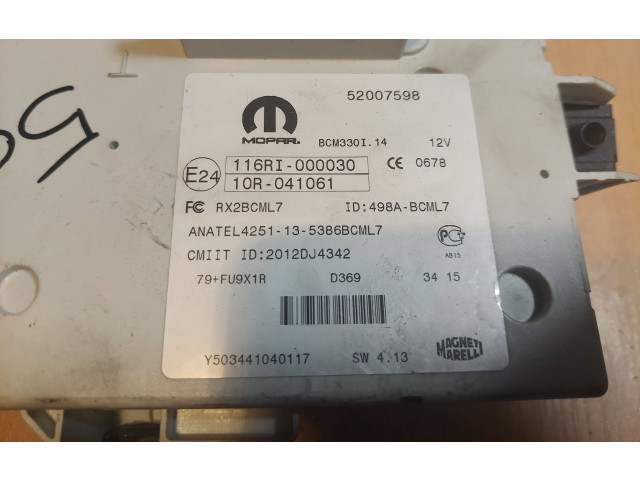 52007598
MOPAR.
BCM330I.14 12V
E24
116RI-000030
CE 0678
10R-041061
FC RX2BCML7 ID:498A-BCML7
ANATEL4251-13-5386BCML7
CMIIT ID:2012DJ4342
AB15
79+FU9X1R D369 34 15
Y503441040117 SW 4.13
MAGNETI MARELLI